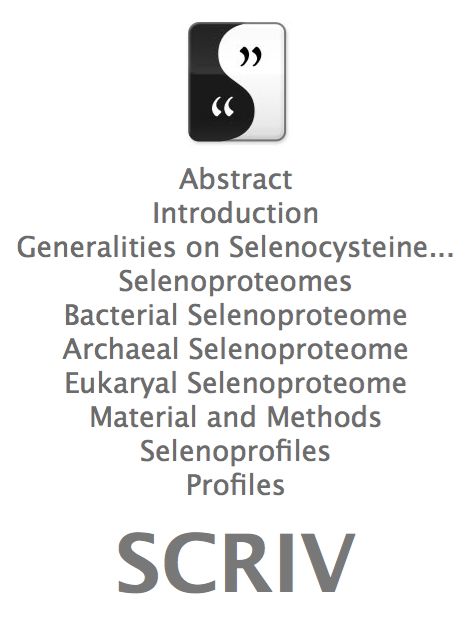 ”
“
Abstract
Introduction
Generalities on Selenocysteine...
Selenoproteomes
Bacterial Selenoproteome
Archaeal Selenoproteome
Eukaryal Selenoproteome
Material and Methods
Selenoprofiles
Profiles
SCRIV